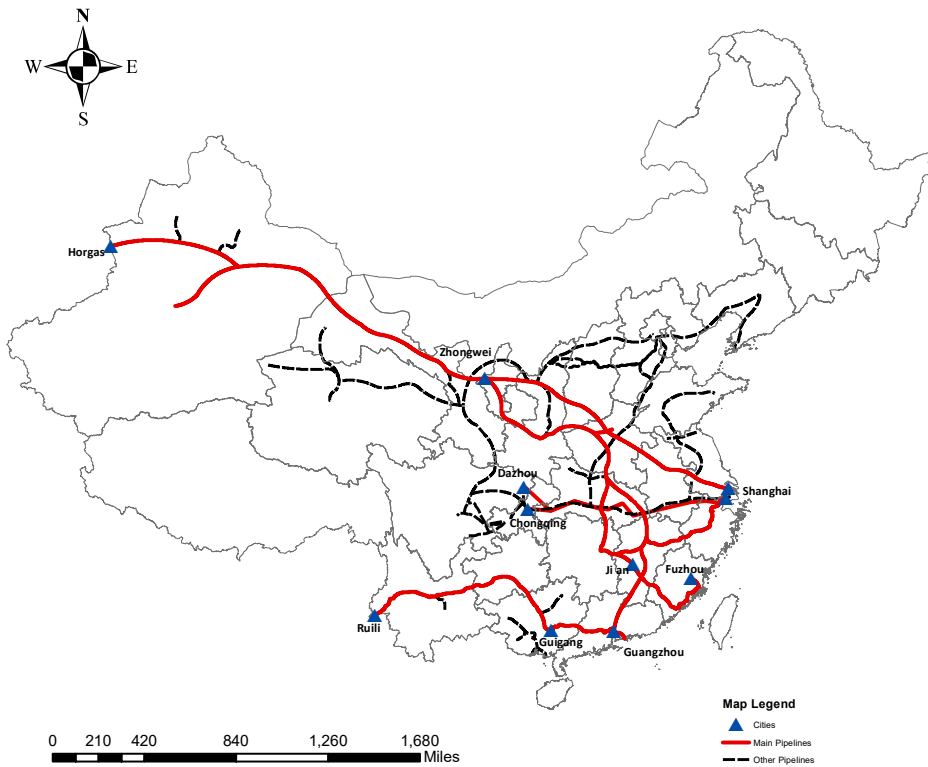 N
W E
S
Horgas
Zhongwei
Dazhou
Shanghai
Chongqing
Ji an Fuzhou
Ruili
Guigang
Guangzhou
Map Legend
Cities
Main Pipelines
Other Pipelines
0 210 420 840 1,260 1,680
Miles